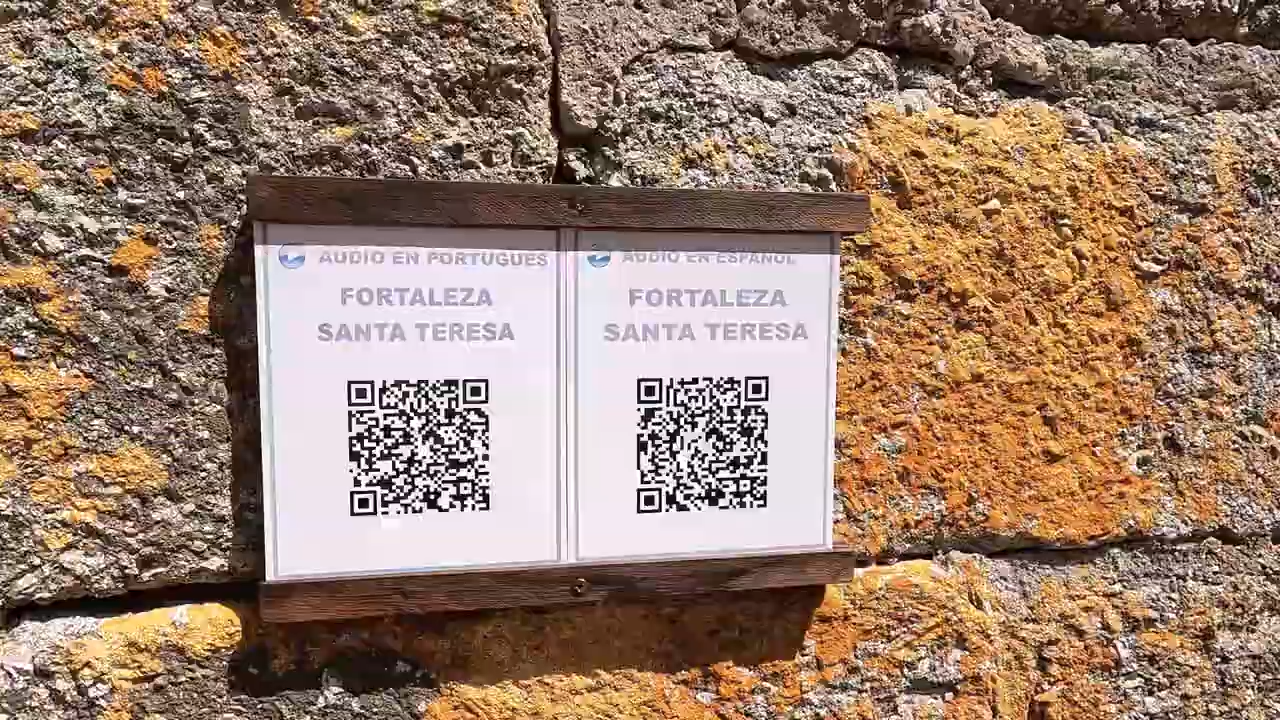 AUDIO EN PORTUGUES
FORTALEZA
SANTA TERESA
AUDIO EN ESPAÑOL
FORTALEZA
SANTA TERESA